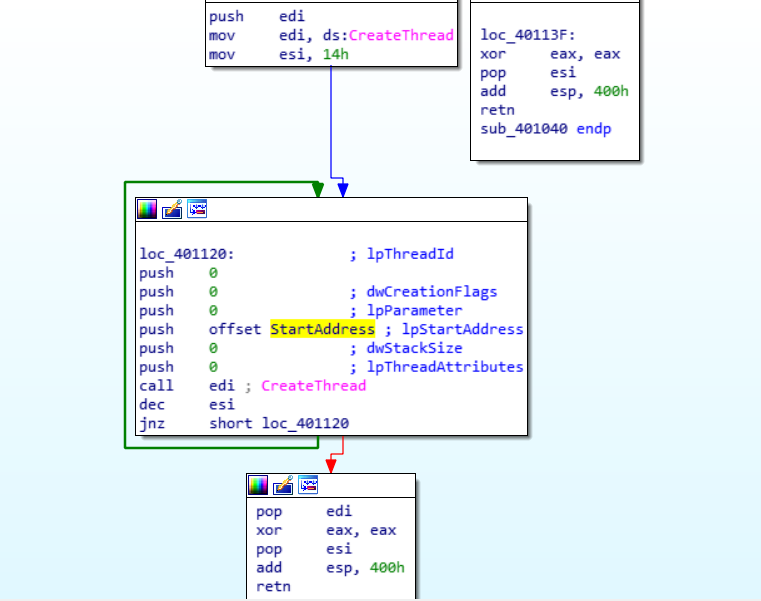 push    edi
mov     edi, ds:CreateThread
mov     esi, 14h
loc_40113F:
xor     eax, eax
pop     esi
add     esp, 400h
retn
sub_401040 endp
loc_401120:             ; lpThreadId
push    0
push    0               ; dwCreationFlags
push    0               ; lpParameter
push    offset StartAddress ; lpStartAddress
push    0               ; dwStackSize
push    0               ; lpThreadAttributes
call    edi ; CreateThread
dec     esi
jnz     short loc_401120
pop     edi
xor     eax, eax
pop     esi
add     esp, 400h
retn